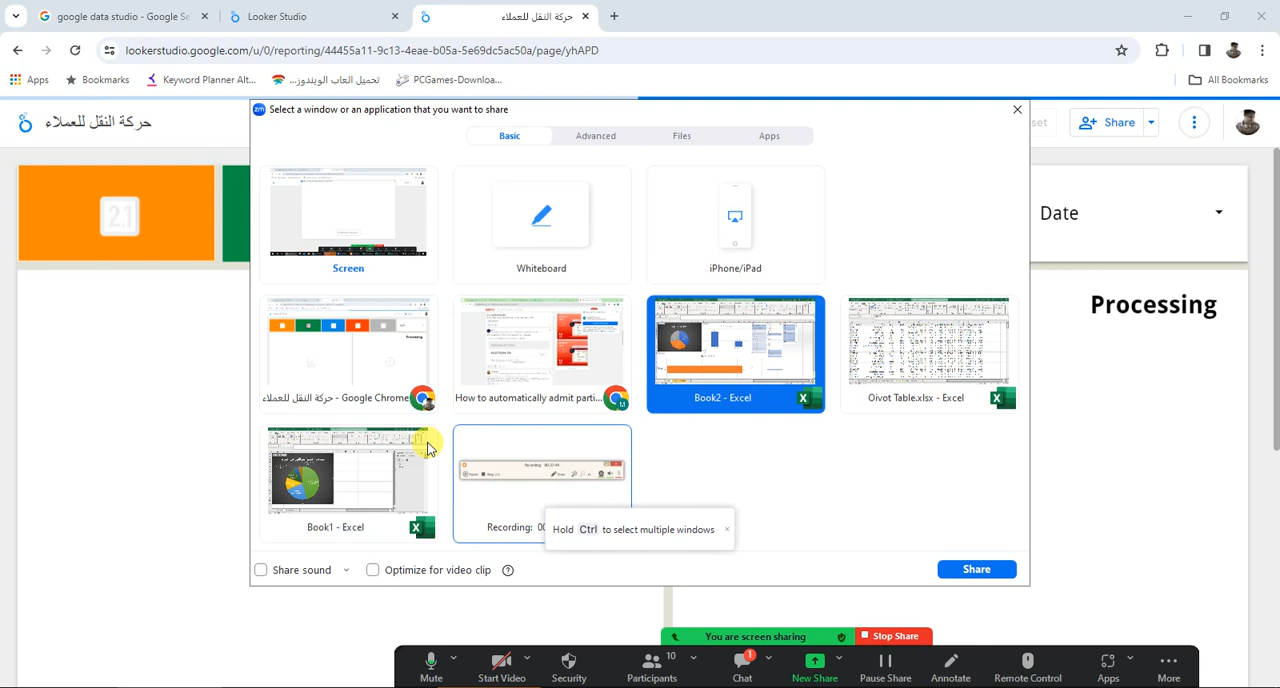 google data studio - Google Se
Looker Studio
حركة النقل للعملاء
lookerstudio.google.com/u/0/reporting/44455a11-9c13-4eae-b05a-5e69dc5ac50a/page/yhAPD
Apps
Bookmarks
Keyword Planner Alt...
تحميل العاب الويندوز...
PCGames-Downloa...
All Bookmarks
حركة النقل للعملاء
set
Share
Select a window or an application that you want to share
Basic
Advanced
Files
Apps
21
Date
Processing
Screen
Whiteboard
iPhone/iPad
حركة النقل للعملاء - Google Chrome
How to automatically admit parti...
Book2 - Excel
Oivot Table.xlsx - Excel
Book1 - Excel
Recording: 00
Hold Ctrl to select multiple windows
Share sound
Optimize for video clip
Share
You are screen sharing
Stop Share
Mute
Start Video
Security
Participants
10
Chat
1
New Share
Pause Share
Annotate
Remote Control
Apps
More